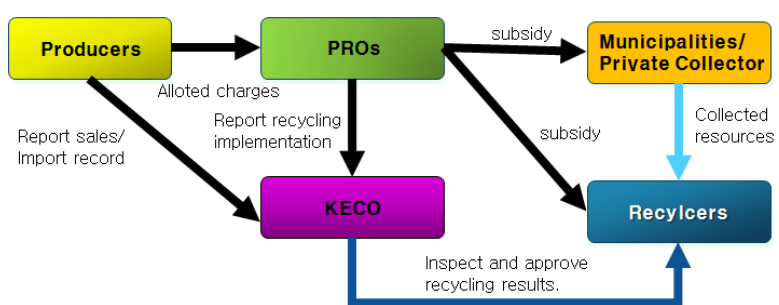 Producers
PROs
subsidy
Municipalities/
Private Collector
Alloted charges
Report sales/
Import record
Report recycling
implementation
subsidy
Collected
resources
KECO
Recylcers
Inspect and approve
recycling results.